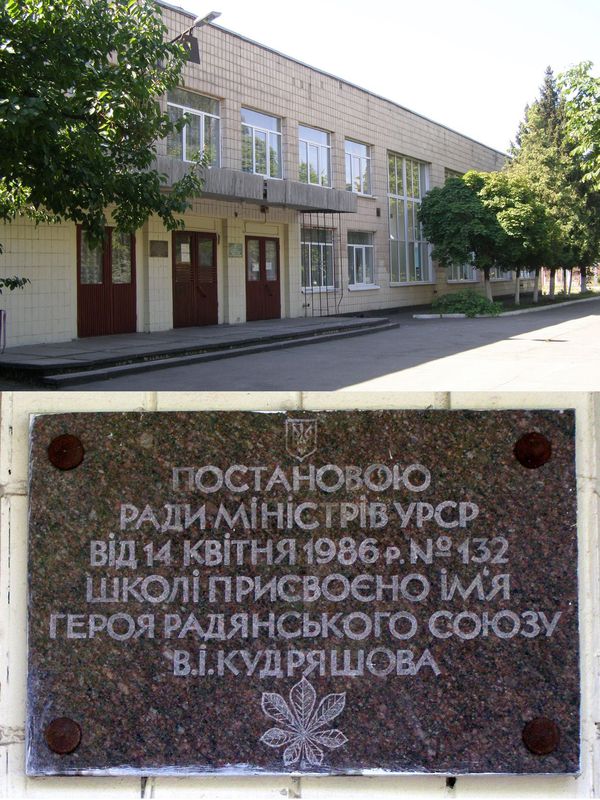 ПОСТАНОВОЮ
РАДИ МІНІСТРІВ УРСР
ВІД 14 КВІТНЯ 1986 р. № 132
ШКОЛІ ПРИСВОЄНО ІМ'Я
ГЕРОЯ РАДЯНСЬКОГО СОЮЗУ
В.І. КУДРЯШОВА